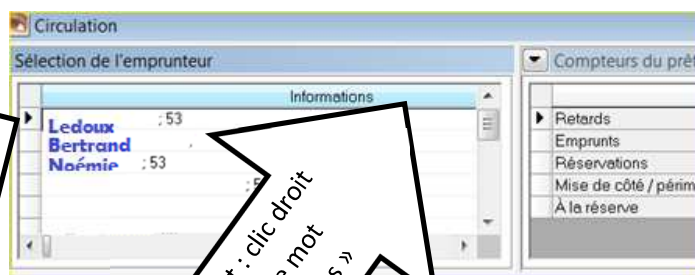 Circulation
Sélection de l'emprunteur
Compteurs du prêt
Informations
Ledoux ; 53
Bertrand
Noémie ; 53
Retards
Emprunts
Réservations
Mise de côté / périm
À la réserve
: clic droit
mot